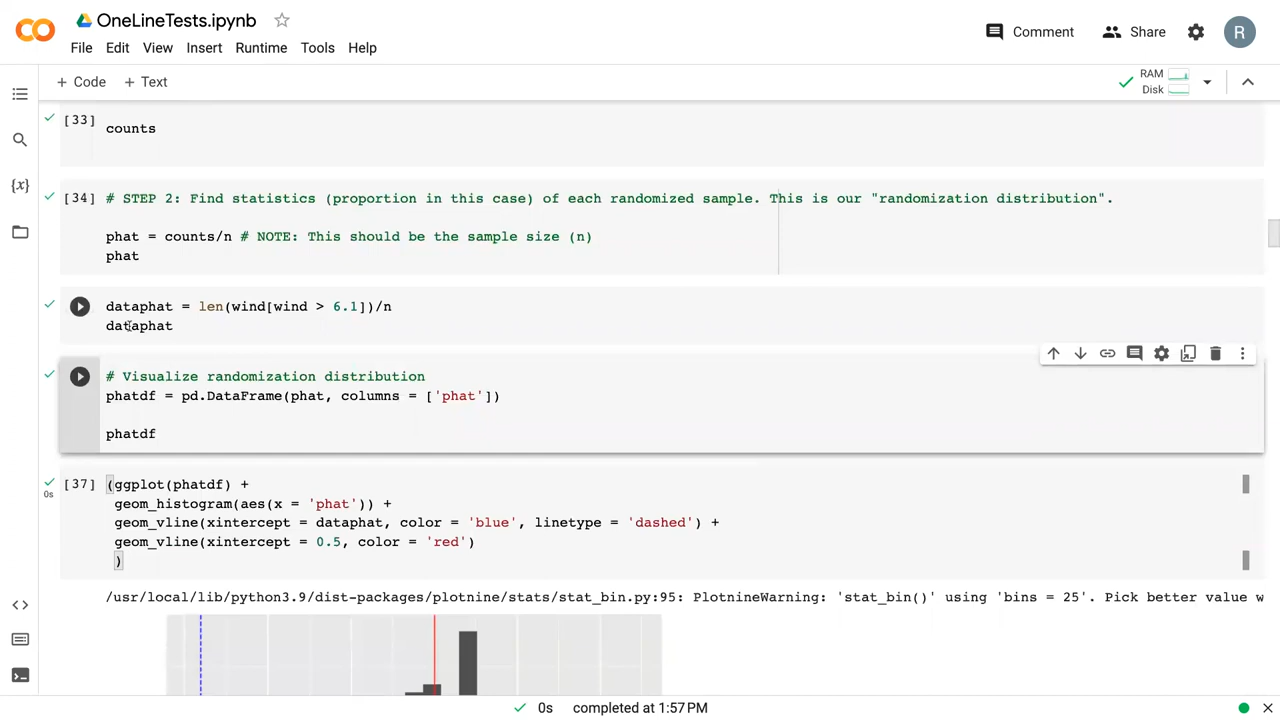 OneLineTests.ipynb
File Edit View Insert Runtime Tools Help
Comment Share R
+ Code + Text
RAM
Disk
[33] counts
[34] # STEP 2: Find statistics (proportion in this case) of each randomized sample. This is our "randomization distribution".
phat = counts/n # NOTE: This should be the sample size (n)
phat
dataphat = len(wind[wind > 6.1])/n
dataphat
# Visualize randomization distribution
phatdf = pd.DataFrame(phat, columns = ['phat'])
phatdf
[37] (ggplot(phatdf) +
0s
geom_histogram(aes(x = 'phat')) +
geom_vline(xintercept = dataphat, color = 'blue', linetype = 'dashed') +
geom_vline(xintercept = 0.5, color = 'red')
)
/usr/local/lib/python3.9/dist-packages/plotnine/stats/stat_bin.py:95: PlotnineWarning: 'stat_bin()' using 'bins = 25'. Pick better value w
0s completed at 1:57 PM